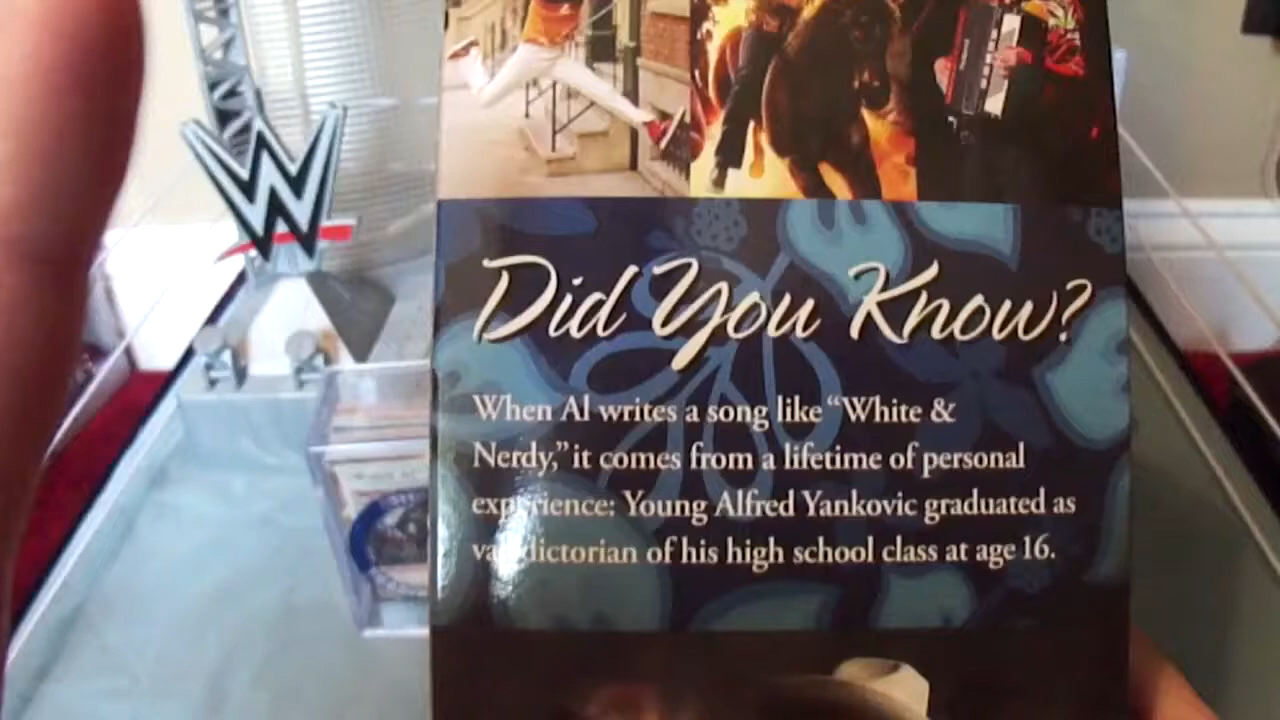 W
Did You Know?
When Al writes a song like “White &
Nerdy,” it comes from a lifetime of personal
experience: Young Alfred Yankovic graduated as
valedictorian of his high school class at age 16.